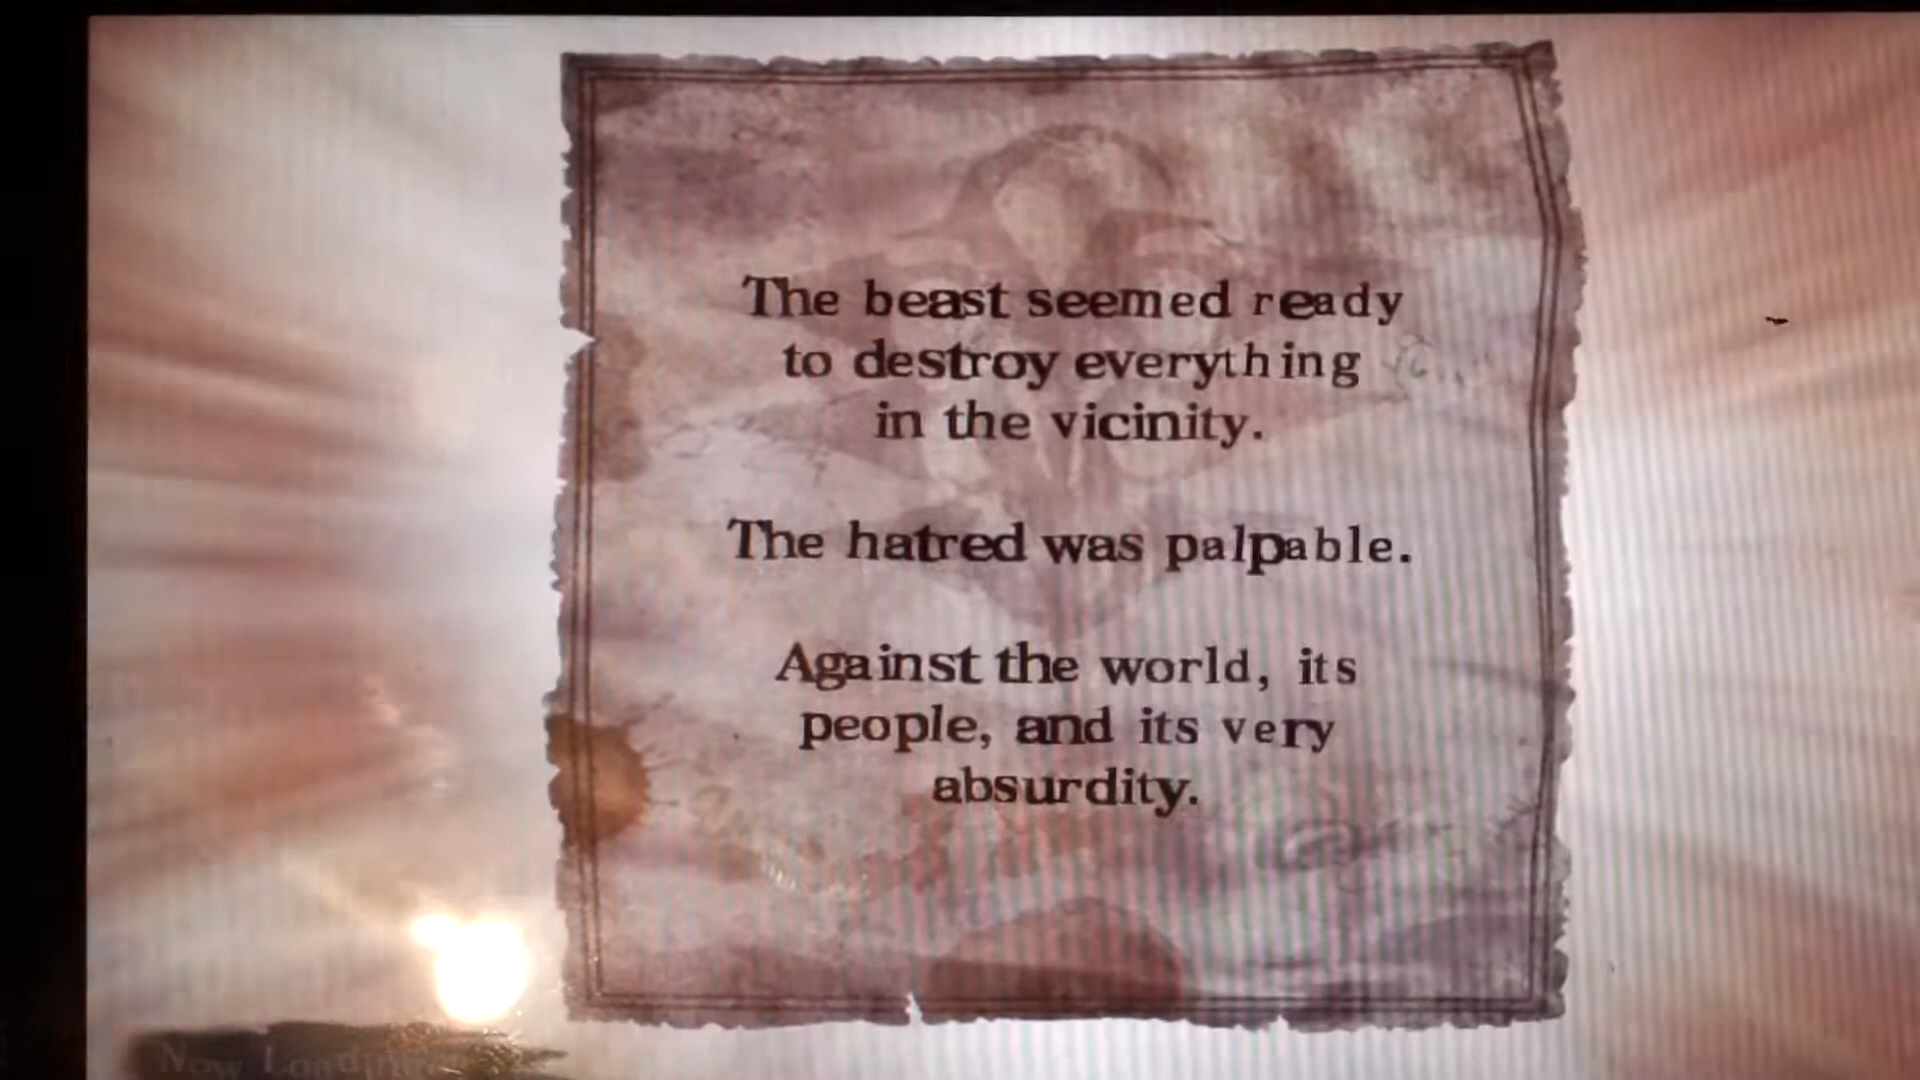 The beast seemed ready
to destroy everything
in the vicinity.
The hatred was palpable.
Against the world, its
people, and its very
absurdity.
Now Loading